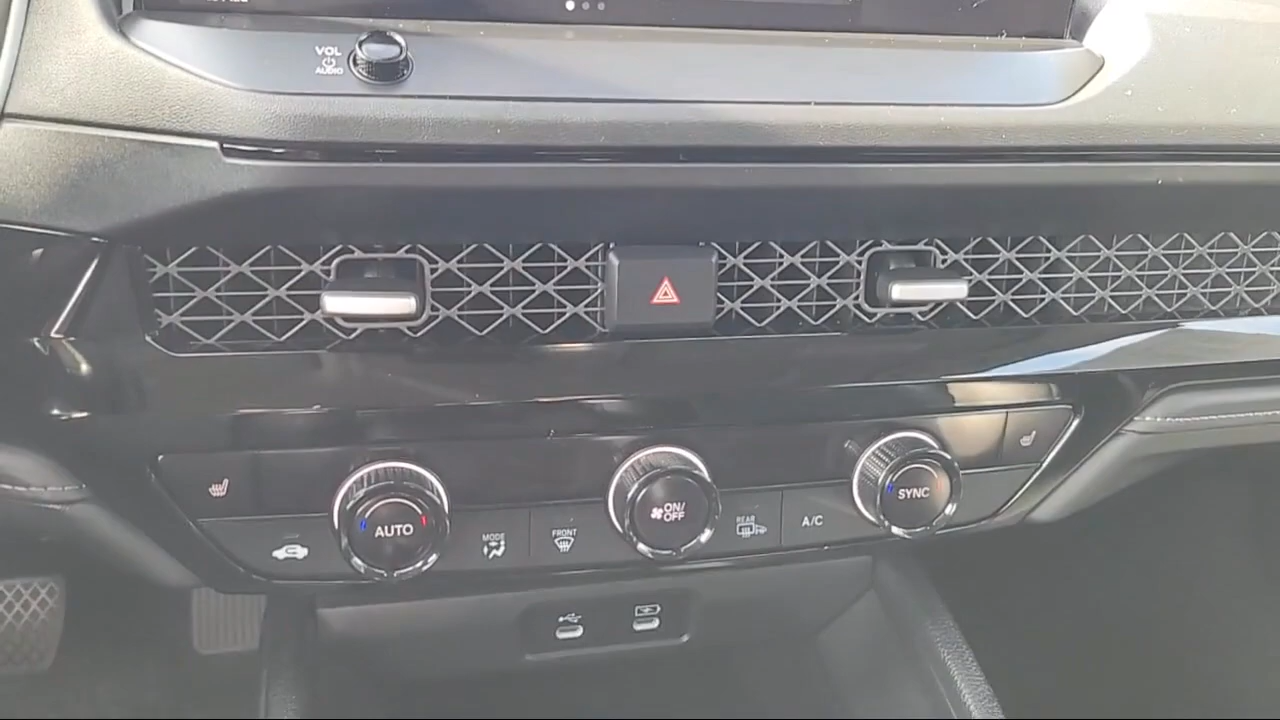 VOL
AUDIO
AUTO
MODE
FRONT
ON/
OFF
REAR
A/C
SYNC